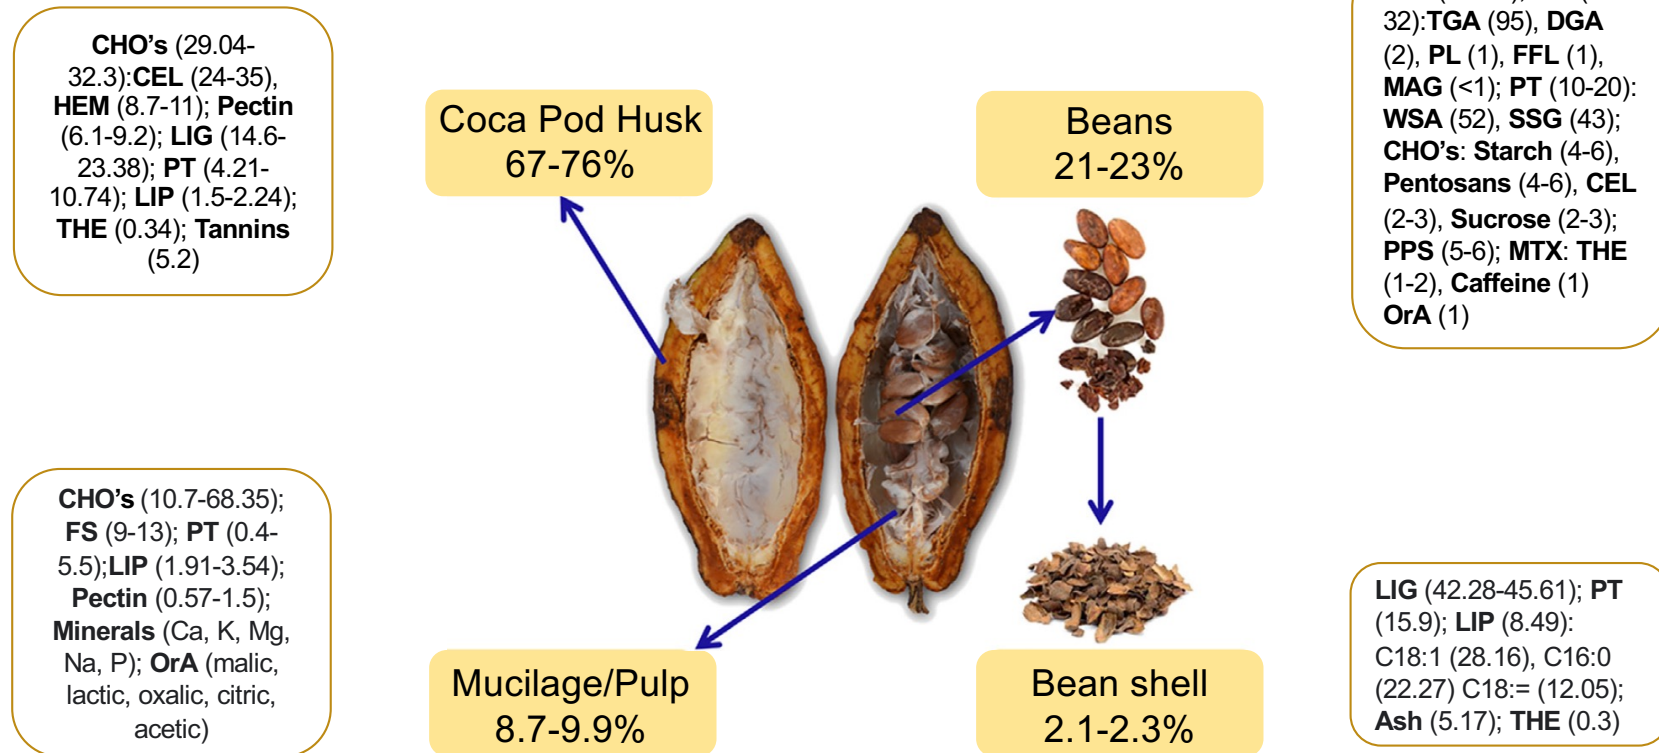 CHO's (29.04-
32.3):CEL (24-35),
HEM (8.7-11); Pectin
(6.1-9.2); LIG (14.6-
23.38); PT (4.21-
10.74); LIP (1.5-2.24);
THE (0.34); Tannins
(5.2)
Coca Pod Husk
67-76%
Beans
21-23%
32):TGA (95), DGA
(2), PL (1), FFL (1),
MAG (<1); PT (10-20):
WSA (52), SSG (43);
CHO's: Starch (4-6),
Pentosans (4-6), CEL
(2-3), Sucrose (2-3);
PPS (5-6); MTX: THE
(1-2), Caffeine (1)
OrA (1)
CHO's (10.7-68.35);
FS (9-13); PT (0.4-
5.5);LIP (1.91-3.54);
Pectin (0.57-1.5);
Minerals (Ca, K, Mg,
Na, P); OrA (malic,
lactic, oxalic, citric,
acetic)
Mucilage/Pulp
8.7-9.9%
Bean shell
2.1-2.3%
LIG (42.28-45.61); PT
(15.9); LIP (8.49):
C18:1 (28.16), C16:0
(22.27) C18:= (12.05);
Ash (5.17); THE (0.3)